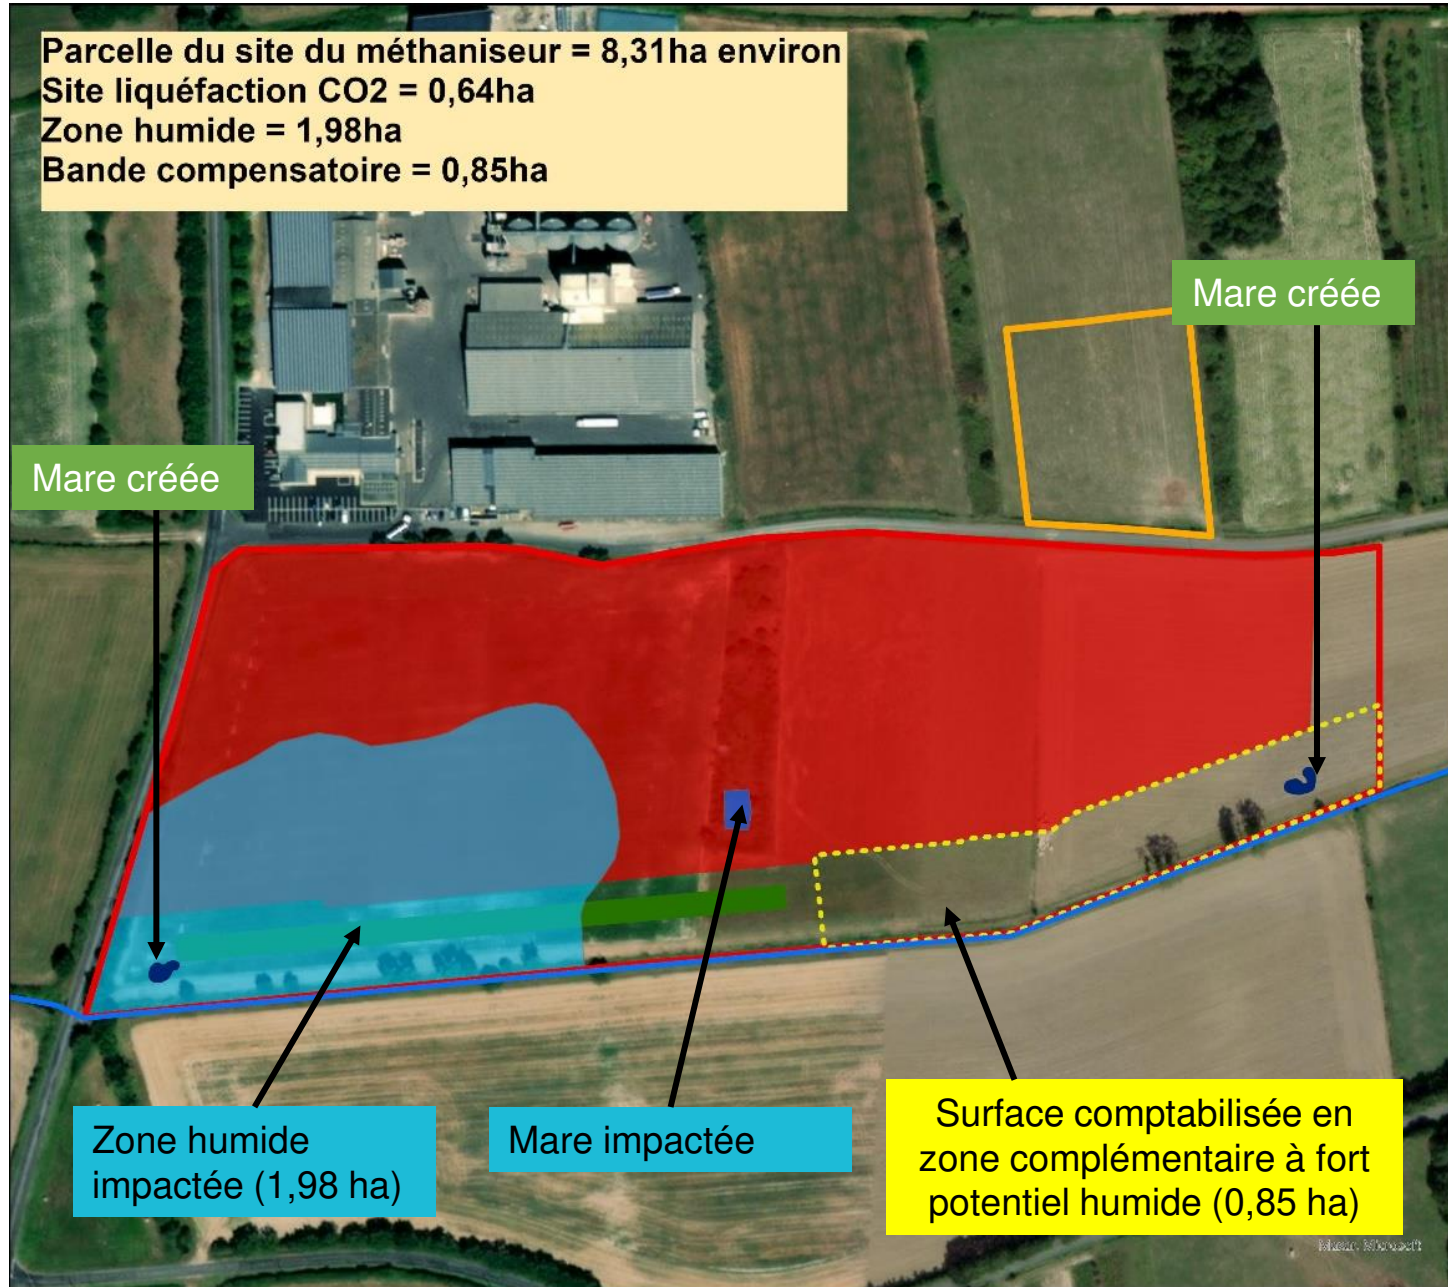 Parcelle du site du méthaniseur = 8,31ha environ
Site liquéfaction CO2 = 0,64ha
Zone humide = 1,98ha
Bande compensatoire = 0,85ha
Mare créée
Mare créée
Zone humide
impactée (1,98 ha)
Mare impactée
Surface comptabilisée en
zone complémentaire à fort
potentiel humide (0,85 ha)
Maxar, Microsoft